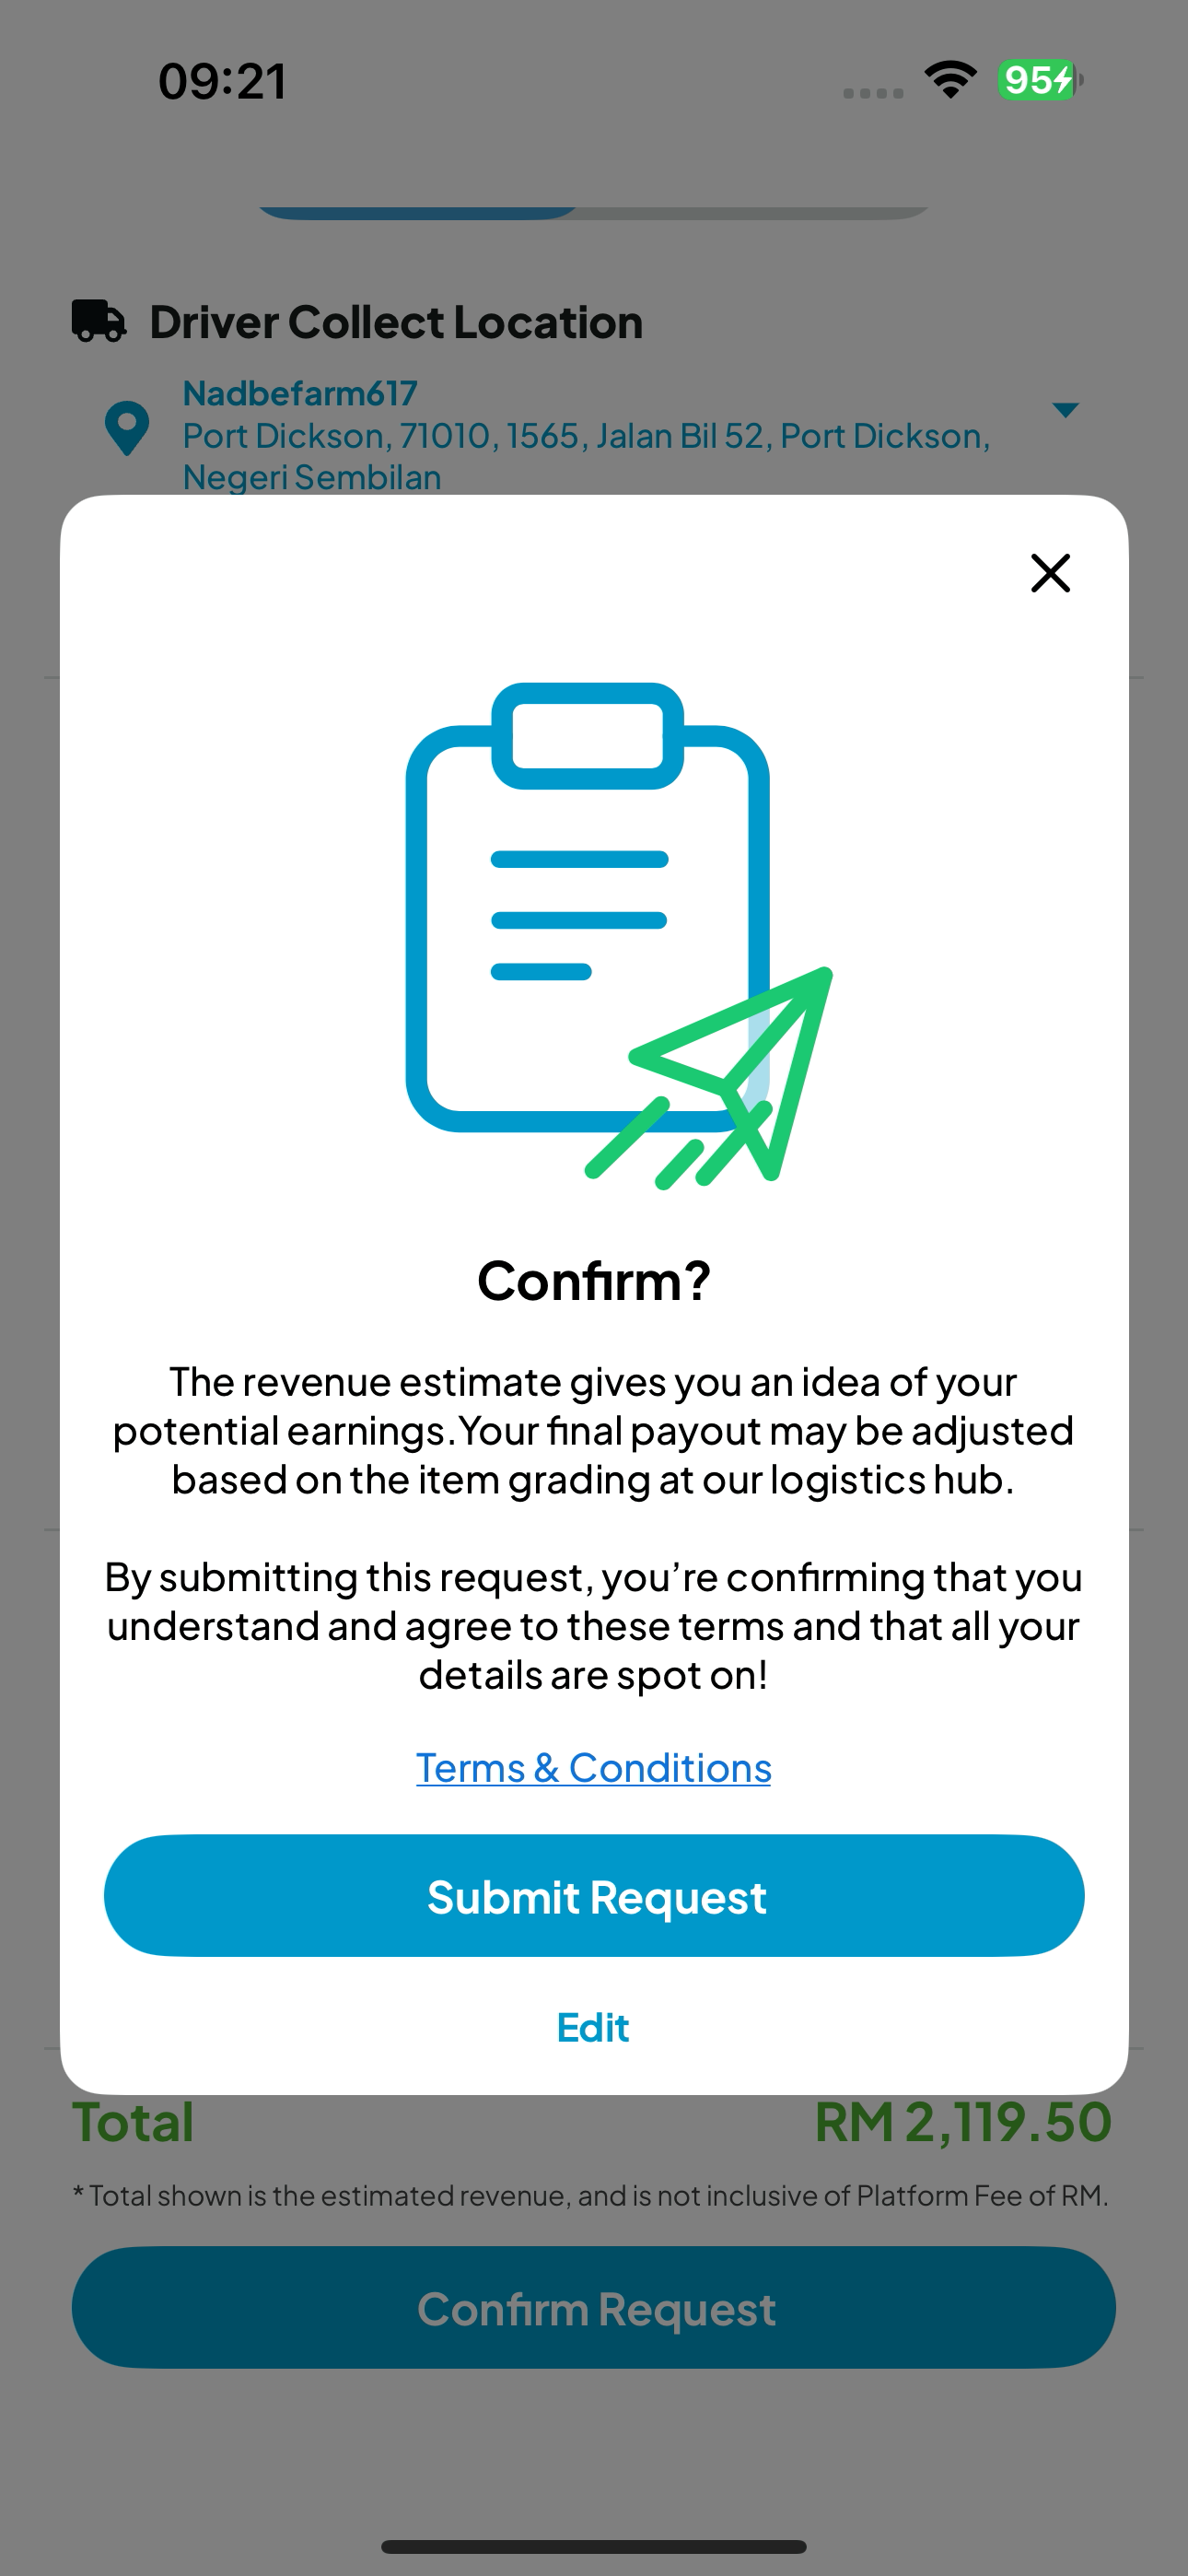 09:21
95
Driver Collect Location
Nadbefarm617
Port Dickson, 71010, 1565, Jalan Bil 52, Port Dickson,
Negeri Sembilan
Confirm?
The revenue estimate gives you an idea of your
potential earnings.Your final payout may be adjusted
based on the item grading at our logistics hub.
By submitting this request, you’re confirming that you
understand and agree to these terms and that all your
details are spot on!
Terms & Conditions
Submit Request
Edit
Total RM 2,119.50
* Total shown is the estimated revenue, and is not inclusive of Platform Fee of RM.
Confirm Request